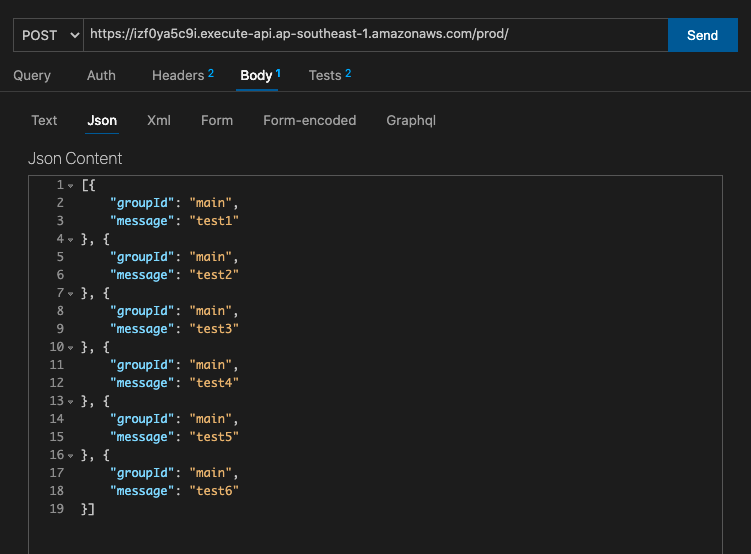 POST https://izf0ya5c9i.execute-api.ap-southeast-1.amazonaws.com/prod/ Send
Query Auth Headers 2 Body 1 Tests 2
Text Json Xml Form Form-encoded Graphql
Json Content
1 [{
2 "groupId": "main",
3 "message": "test1"
4 }, {
5 "groupId": "main",
6 "message": "test2"
7 }, {
8 "groupId": "main",
9 "message": "test3"
10 }, {
11 "groupId": "main",
12 "message": "test4"
13 }, {
14 "groupId": "main",
15 "message": "test5"
16 }, {
17 "groupId": "main",
18 "message": "test6"
19 }]